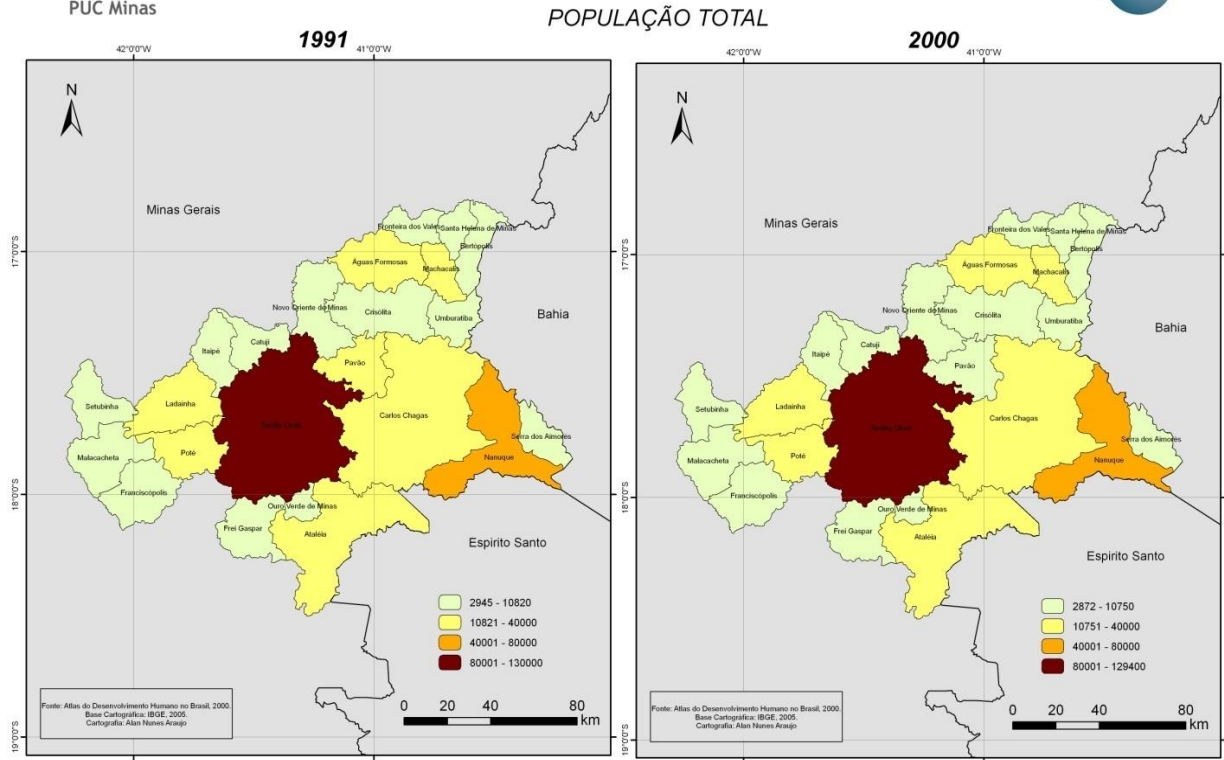 PUC Minas
POPULAÇÃO TOTAL
1991
42°0'0"W
41°0'0"W
N
Minas Gerais
17°0'0"S
Fronteira dos Vales
Santa Helena de Minas
Bertópolis
Águas Formosas
Machacalis
Novo Oriente de Minas
Crisólita
Umburatiba
Bahia
Itaipé
Catuji
Pavão
Setubinha
Ladainha
Carlos Chagas
Serra dos Aimorés
Malacacheta
Poté
Nanuque
Franciscópolis
18°0'0"S
Ouro Verde de Minas
Frei Gaspar
Ataléia
Espirito Santo
2945 - 10820
10821 - 40000
40001 - 80000
80001 - 130000
Fonte: Atlas do Desenvolvimento Humano no Brasil, 2000.
Base Cartográfica: IBGE, 2005.
Cartografia: Alan Nunes Araujo
0 20 40 80
km
19°0'0"S
2000
42°0'0"W
41°0'0"W
N
Minas Gerais
17°0'0"S
Fronteira dos Vales
Santa Helena de Minas
Bertópolis
Águas Formosas
Machacalis
Novo Oriente de Minas
Crisólita
Umburatiba
Bahia
Itaipé
Catuji
Pavão
Setubinha
Ladainha
Carlos Chagas
Serra dos Aimorés
Malacacheta
Poté
Nanuque
Franciscópolis
18°0'0"S
Ouro Verde de Minas
Frei Gaspar
Ataléia
Espirito Santo
2872 - 10750
10751 - 40000
40001 - 80000
80001 - 129400
Fonte: Atlas do Desenvolvimento Humano no Brasil, 2000.
Base Cartográfica: IBGE, 2005.
Cartografia: Alan Nunes Araujo
0 20 40 80
km
19°0'0"S